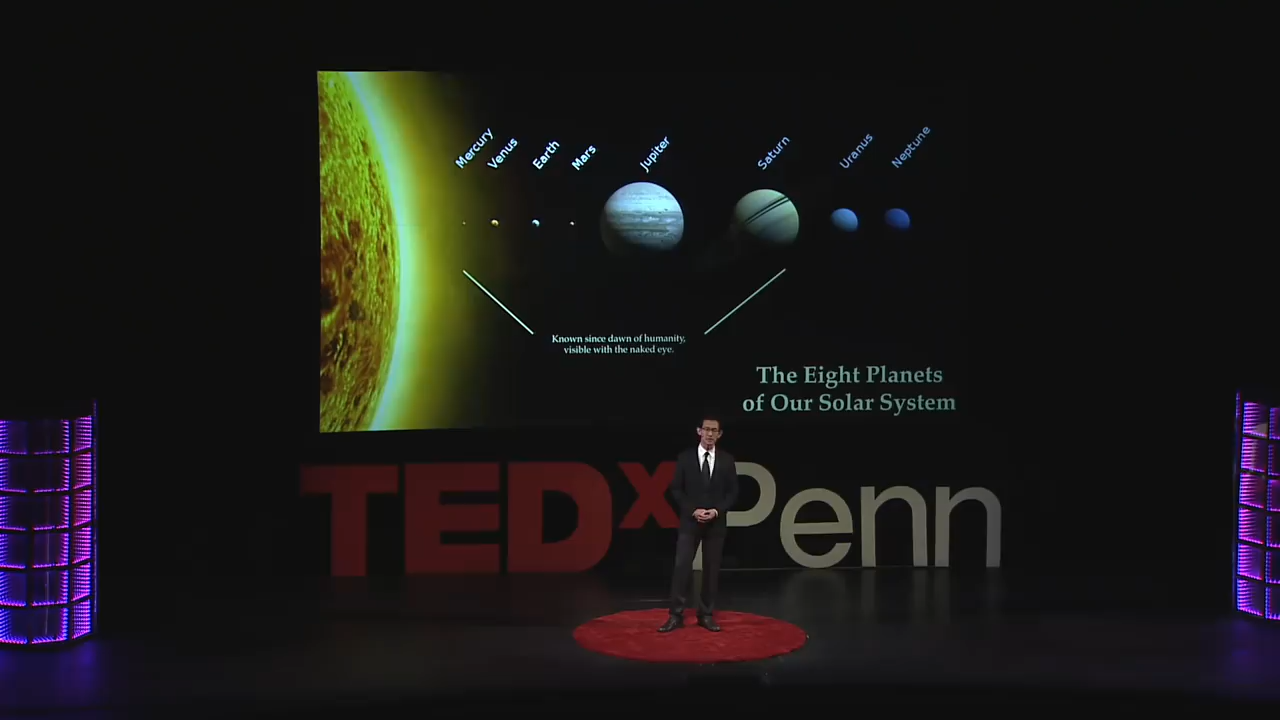 Mercury
Venus
Earth
Mars
Jupiter
Saturn
Uranus
Neptune
Known since dawn of humanity,
visible with the naked eye.
The Eight Planets
of Our Solar System
TEDxPenn